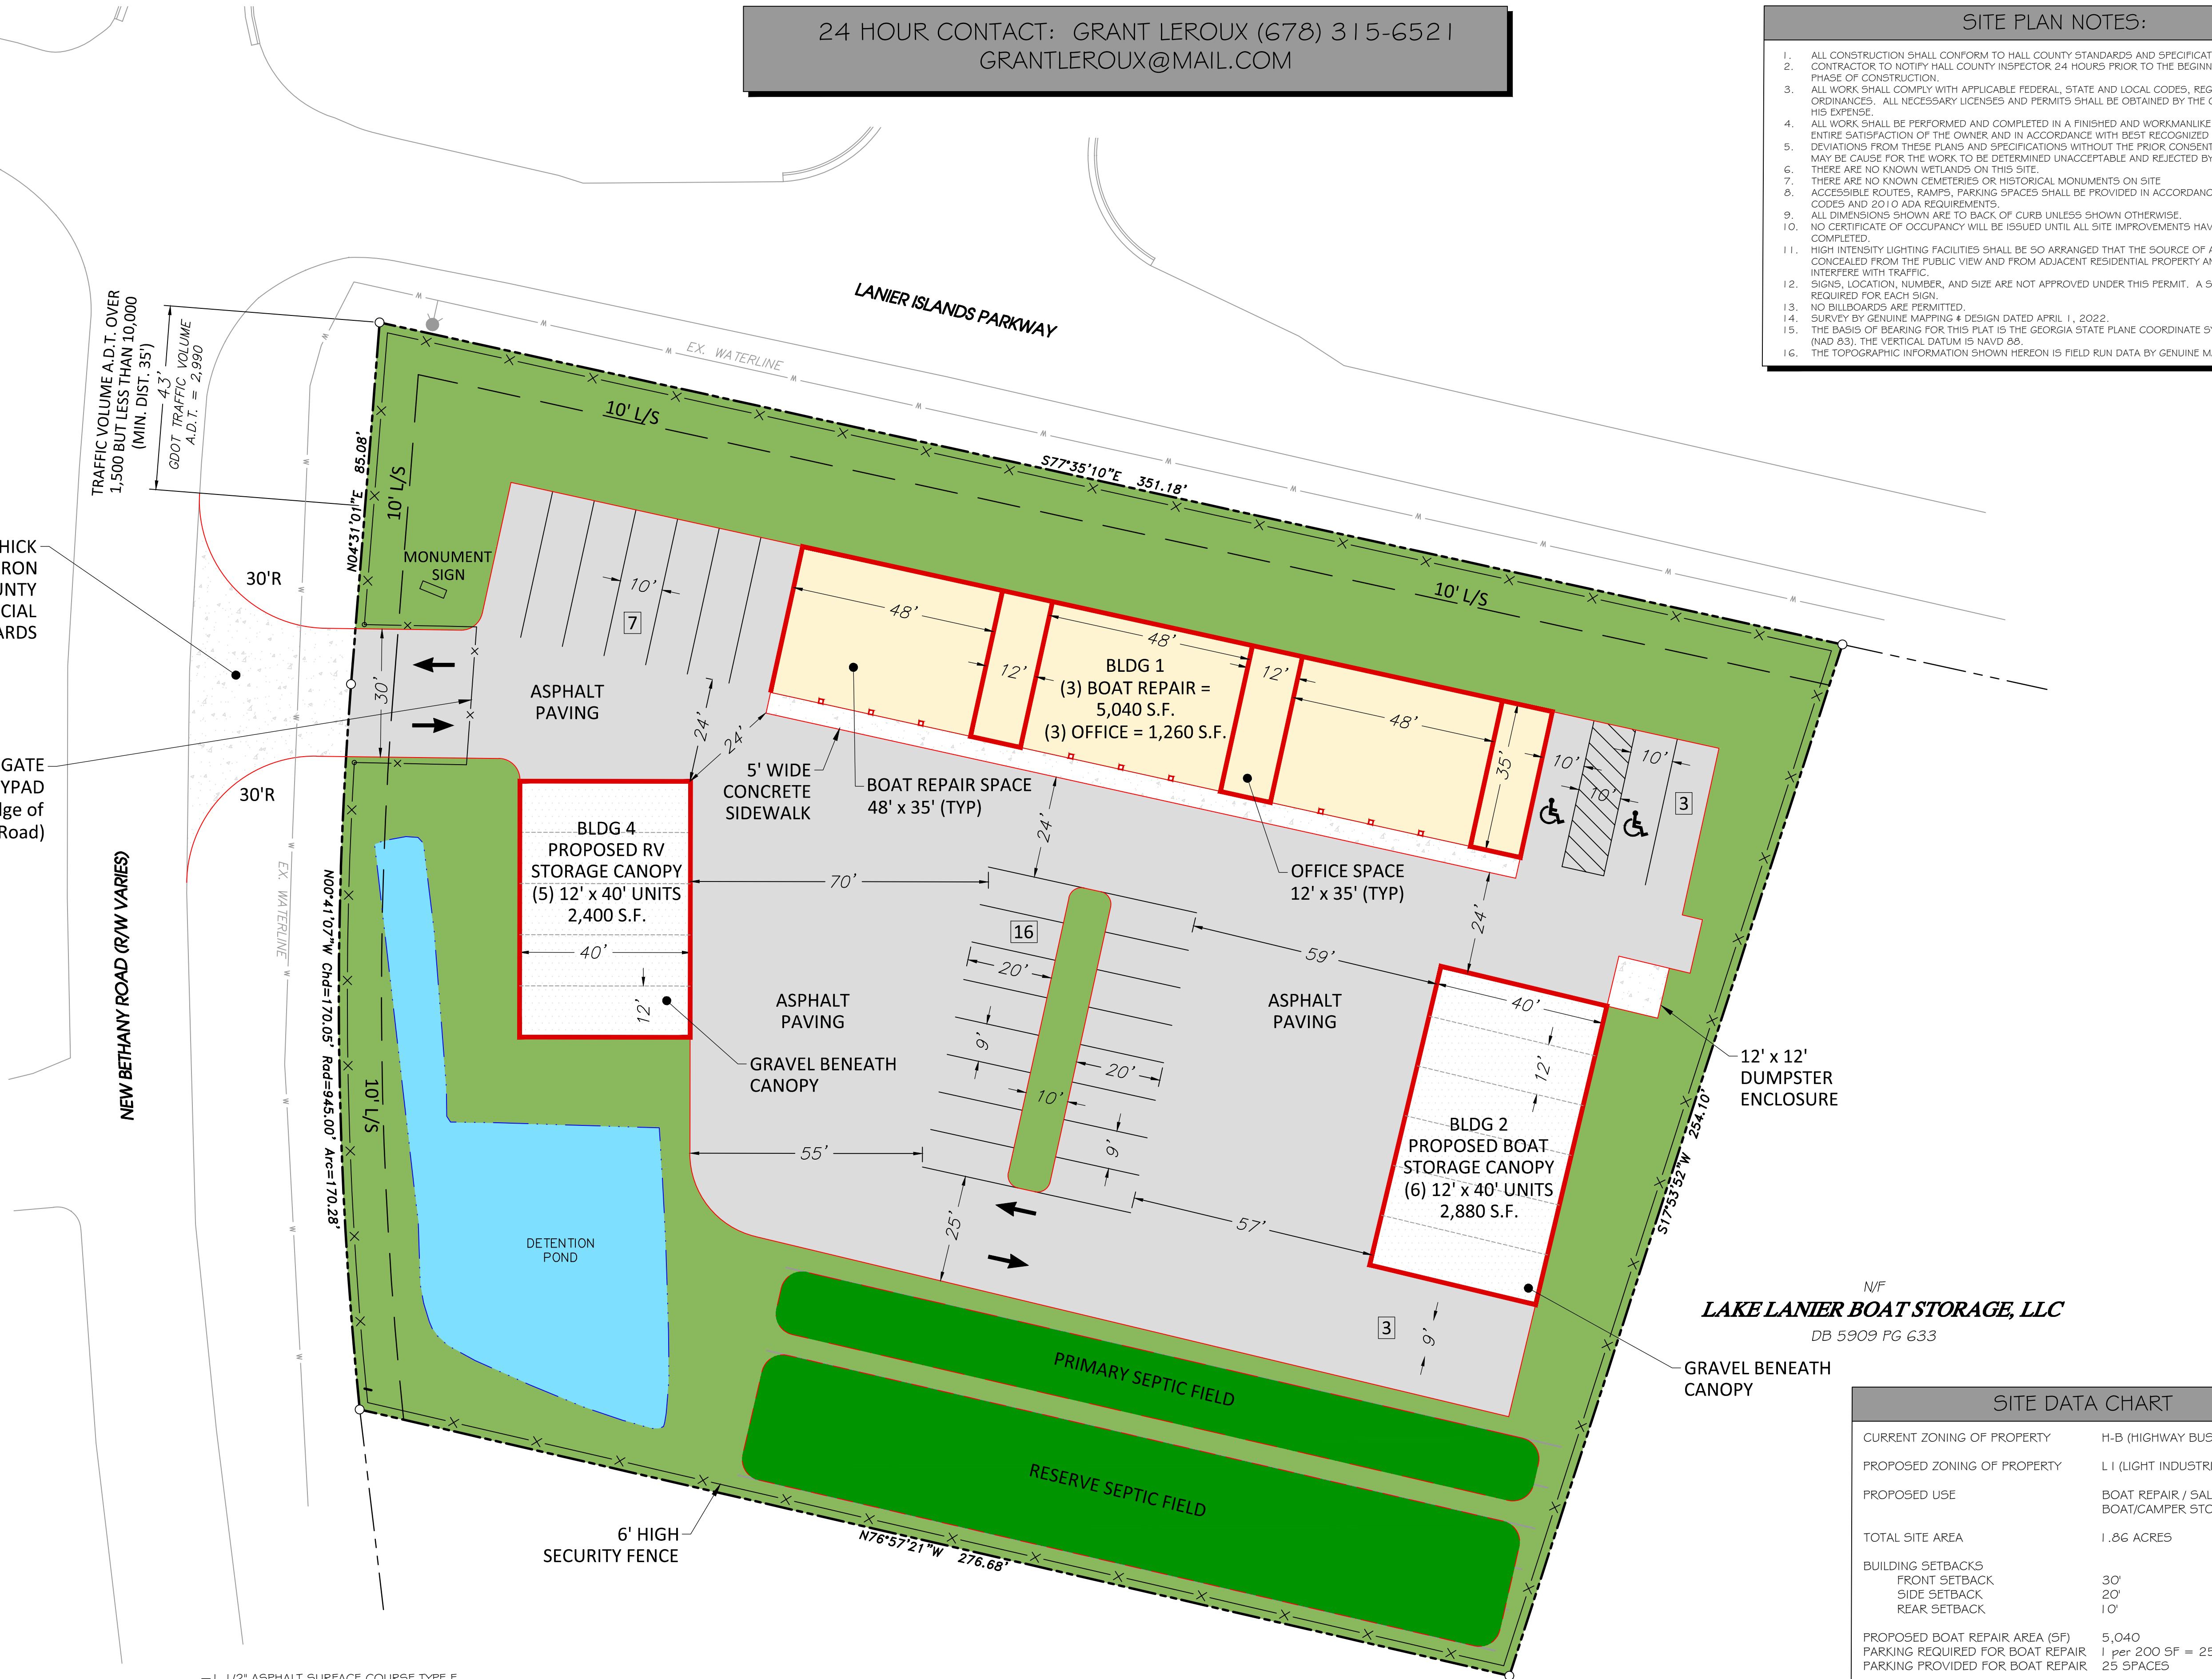 24 HOUR CONTACT: GRANT LEROUX (678) 315-6521
GRANTLEROUX@MAIL.COM
SITE PLAN NOTES:
1. ALL CONSTRUCTION SHALL CONFORM TO HALL COUNTY STANDARDS AND SPECIFICAT
2. CONTRACTOR TO NOTIFY HALL COUNTY INSPECTOR 24 HOURS PRIOR TO THE BEGINN
PHASE OF CONSTRUCTION.
3. ALL WORK SHALL COMPLY WITH APPLICABLE FEDERAL, STATE AND LOCAL CODES, REG
ORDINANCES. ALL NECESSARY LICENSES AND PERMITS SHALL BE OBTAINED BY THE C
HIS EXPENSE.
4. ALL WORK SHALL BE PERFORMED AND COMPLETED IN A FINISHED AND WORKMANLIKE
ENTIRE SATISFACTION OF THE OWNER AND IN ACCORDANCE WITH BEST RECOGNIZED
5. DEVIATIONS FROM THESE PLANS AND SPECIFICATIONS WITHOUT THE PRIOR CONSENT
MAY BE CAUSE FOR THE WORK TO BE DETERMINED UNACCEPTABLE AND REJECTED BY
6. THERE ARE NO KNOWN WETLANDS ON THIS SITE.
7. THERE ARE NO KNOWN CEMETERIES OR HISTORICAL MONUMENTS ON SITE
8. ACCESSIBLE ROUTES, RAMPS, PARKING SPACES SHALL BE PROVIDED IN ACCORDANC
CODES AND 2010 ADA REQUIREMENTS.
9. ALL DIMENSIONS SHOWN ARE TO BACK OF CURB UNLESS SHOWN OTHERWISE.
10. NO CERTIFICATE OF OCCUPANCY WILL BE ISSUED UNTIL ALL SITE IMPROVEMENTS HAV
COMPLETED.
11. HIGH INTENSITY LIGHTING FACILITIES SHALL BE SO ARRANGED THAT THE SOURCE OF A
CONCEALED FROM THE PUBLIC VIEW AND FROM ADJACENT RESIDENTIAL PROPERTY AN
INTERFERE WITH TRAFFIC.
12. SIGNS, LOCATION, NUMBER, AND SIZE ARE NOT APPROVED UNDER THIS PERMIT. A S
REQUIRED FOR EACH SIGN.
13. NO BILLBOARDS ARE PERMITTED.
14. SURVEY BY GENUINE MAPPING & DESIGN DATED APRIL 1, 2022.
15. THE BASIS OF BEARING FOR THIS PLAT IS THE GEORGIA STATE PLANE COORDINATE SY
(NAD 83). THE VERTICAL DATUM IS NAVD 88.
16. THE TOPOGRAPHIC INFORMATION SHOWN HEREON IS FIELD RUN DATA BY GENUINE MA
TRAFFIC VOLUME A.D.T. OVER
1,500 BUT LESS THAN 10,000
(MIN. DIST. 35')
43'
GDOT TRAFFIC VOLUME
A.D.T. = 2,990
LANIER ISLANDS PARKWAY
W
EX. WATERLINE
10' L/S
N04°31'01"E 85.08'
10' L/S
S77°35'10"E 351.18'
10' L/S
HICK
RON
UNTY
CIAL
ARDS
30'R
MONUMENT
SIGN
10'
7
48'
12'
48'
BLDG 1
(3) BOAT REPAIR =
5,040 S.F.
(3) OFFICE = 1,260 S.F.
12'
48'
35'
10'
10'
10'
3
30'
ASPHALT
PAVING
24'
24'
5' WIDE
CONCRETE
SIDEWALK
BOAT REPAIR SPACE
48' x 35' (TYP)
GATE
YPAD
dge of
Road)
30'R
BLDG 4
PROPOSED RV
STORAGE CANOPY
(5) 12' x 40' UNITS
2,400 S.F.
40'
12'
24'
OFFICE SPACE
12' x 35' (TYP)
24'
70'
16
59'
20'
9'
20'
10'
9'
ASPHALT
PAVING
ASPHALT
PAVING
GRAVEL BENEATH
CANOPY
40'
12'
BLDG 2
PROPOSED BOAT
STORAGE CANOPY
(6) 12' x 40' UNITS
2,880 S.F.
12' x 12'
DUMPSTER
ENCLOSURE
NEW BETHANY ROAD (R/W VARIES)
EX. WATERLINE
N00°41'07"W Chd=170.05' Rad=945.00' Arc=170.28'
10' L/S
55'
25'
57'
S17°53'52"W 254.10'
DETENTION
POND
3
9'
N/F
LAKE LANIER BOAT STORAGE, LLC
DB 5909 PG 633
GRAVEL BENEATH
CANOPY
PRIMARY SEPTIC FIELD
RESERVE SEPTIC FIELD
6' HIGH
SECURITY FENCE
N76°57'21"W 276.68'
SITE DATA CHART
CURRENT ZONING OF PROPERTY H-B (HIGHWAY BUS
PROPOSED ZONING OF PROPERTY L I (LIGHT INDUSTRI
PROPOSED USE BOAT REPAIR / SAL
BOAT/CAMPER STO
TOTAL SITE AREA 1.86 ACRES
BUILDING SETBACKS
FRONT SETBACK 30'
SIDE SETBACK 20'
REAR SETBACK 10'
PROPOSED BOAT REPAIR AREA (SF) 5,040
PARKING REQUIRED FOR BOAT REPAIR 1 per 200 SF = 25
PARKING PROVIDED FOR BOAT REPAIR 25 SPACES
1 1/2" ASPHALT SURFACE COURSE TYPE F